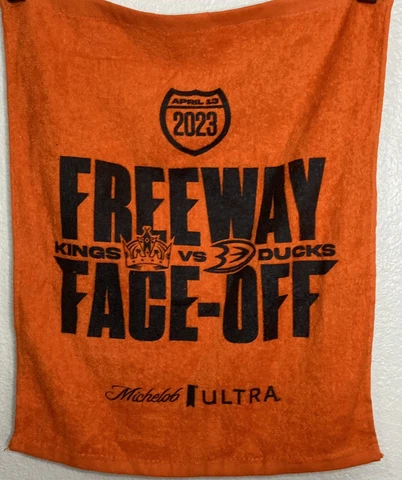 APRIL 13
2023
FREEWAY
KINGS VS DUCKS
FACE-OFF
Michelob ULTRA